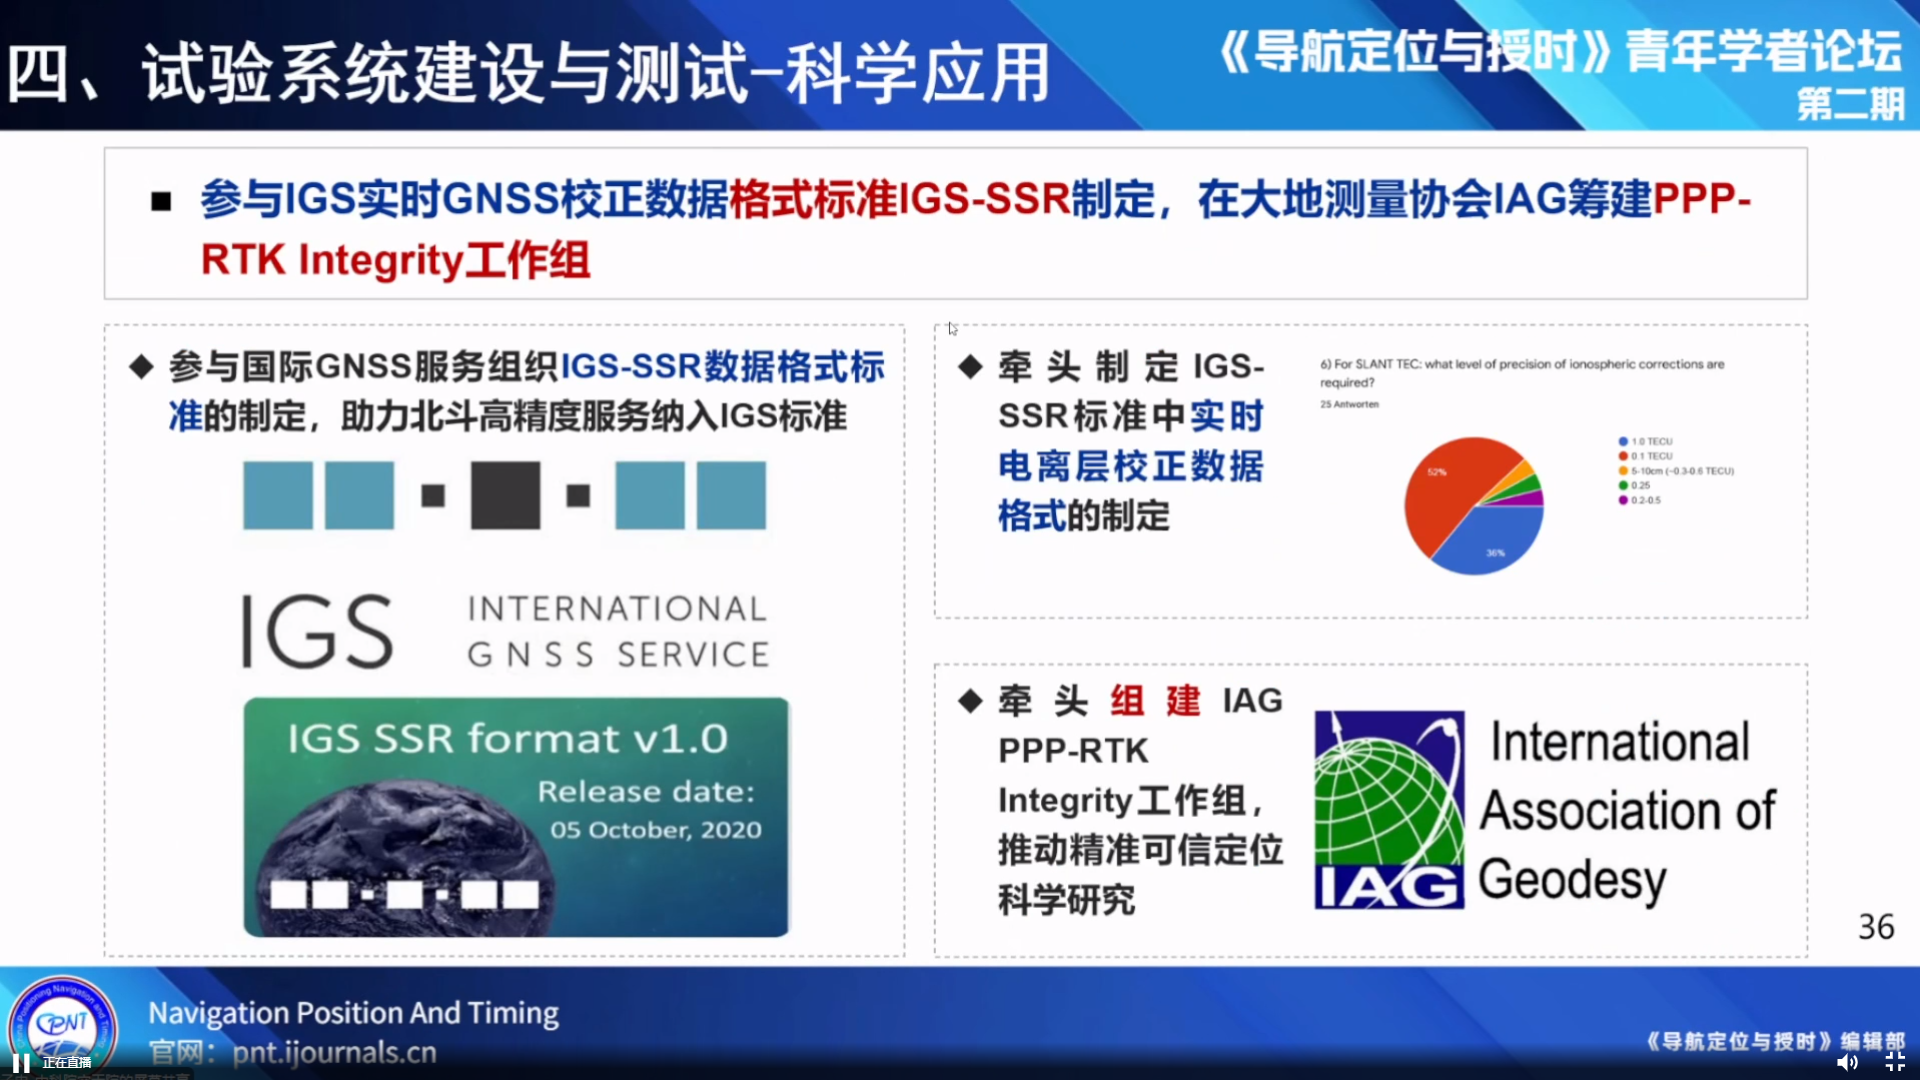 四、试验系统建设与测试-科学应用
《导航定位与授时》青年学者论坛
第二期
■ 参与IGS实时GNSS校正数据格式标准IGS-SSR制定，在大地测量协会IAG筹建PPP-
RTK Integrity工作组
◆ 参与国际GNSS服务组织IGS-SSR数据格式标
准的制定，助力北斗高精度服务纳入IGS标准
IGS
INTERNATIONAL
GNSS SERVICE
IGS SSR format v1.0
Release date:
05 October, 2020
◆ 牵头制定IGS-
SSR标准中实时
电离层校正数据
格式的制定
6) For SLANT TEC: what level of precision of ionospheric corrections are
required?
25 Antworten
52%
36%
1.0 TECU
0.1 TECU
5-10cm (~0.3-0.6 TECU)
0.25
0.2-0.5
◆ 牵头组建IAG
PPP-RTK
Integrity工作组，
推动精准可信定位
科学研究
IAG
International
Association of
Geodesy
36
Navigation Position And Timing
官网：pnt.ijournals.cn
《导航定位与授时》编辑部
正在直播